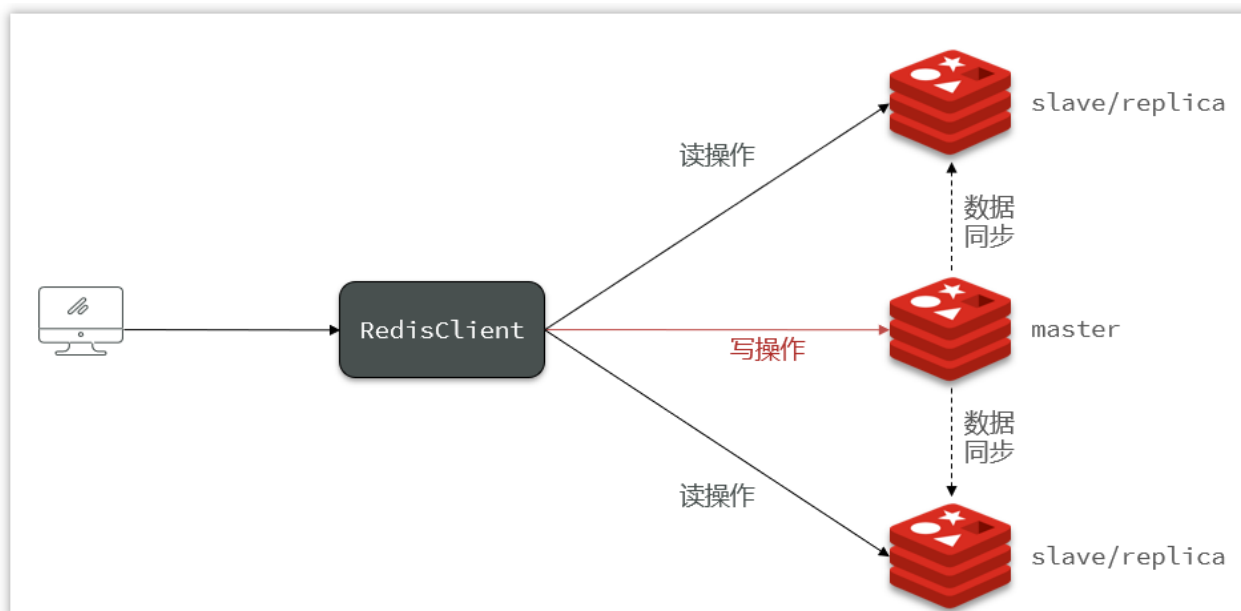 slave/replica
读操作
数据
同步
RedisClient
写操作
master
数据
同步
读操作
slave/replica